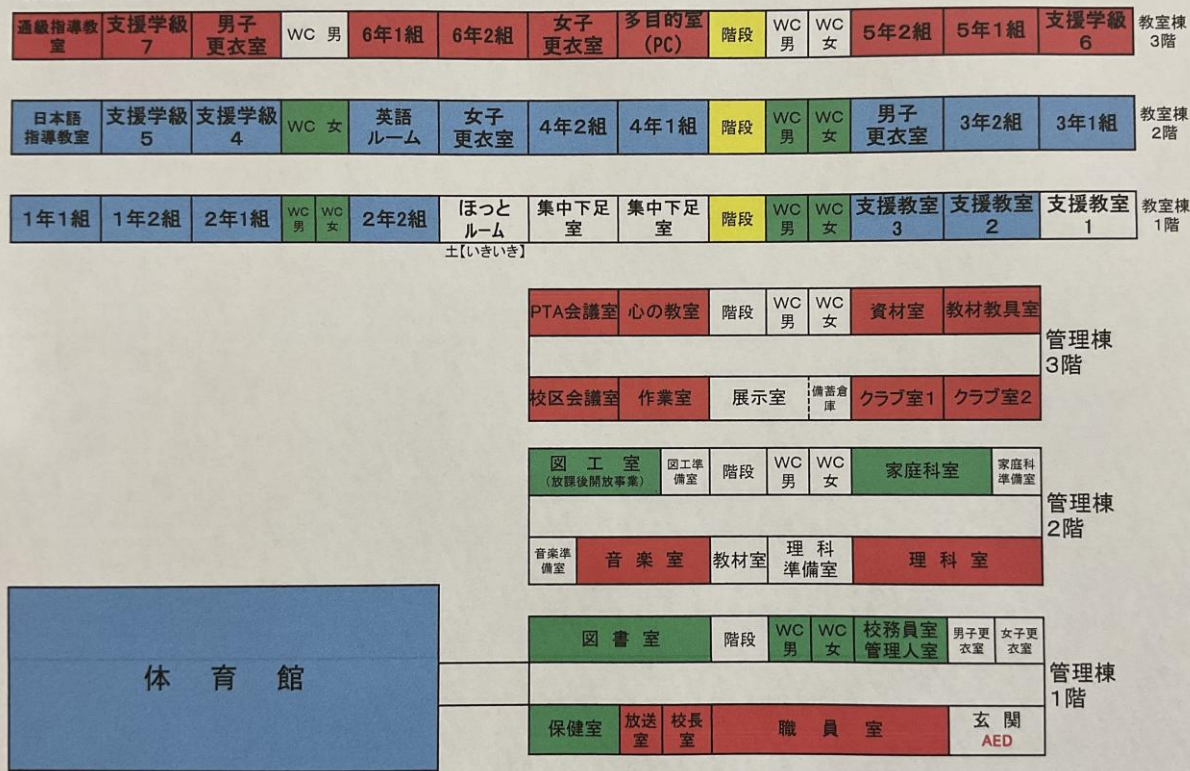 通級指導教室
支援学級7
男子更衣室
WC 男
6年1組
6年2組
女子更衣室
多目的室(PC)
階段
WC男
WC女
5年2組
5年1組
支援学級6
教室棟3階
日本語指導教室
支援学級5
支援学級4
WC 女
英語ルーム
女子更衣室
4年2組
4年1組
階段
WC男
WC女
男子更衣室
3年2組
3年1組
教室棟2階
1年1組
1年2組
2年1組
WC男
WC女
2年2組
ほっとルーム
土【いきいき】
集中下足室
集中下足室
階段
WC男
WC女
支援教室3
支援教室2
支援教室1
教室棟1階
PTA会議室
心の教室
階段
WC男
WC女
資材室
教材教具室
管理棟3階
校区会議室
作業室
展示室
備蓄倉庫
クラブ室1
クラブ室2
図工室
(放課後開放事業)
図工準備室
階段
WC男
WC女
家庭科室
家庭科準備室
管理棟2階
音楽準備室
音楽室
教材室
理科準備室
理科室
体育館
図書室
階段
WC男
WC女
校務員室
管理人室
男子更衣室
女子更衣室
管理棟1階
保健室
放送室
校長室
職員室
玄関
AED